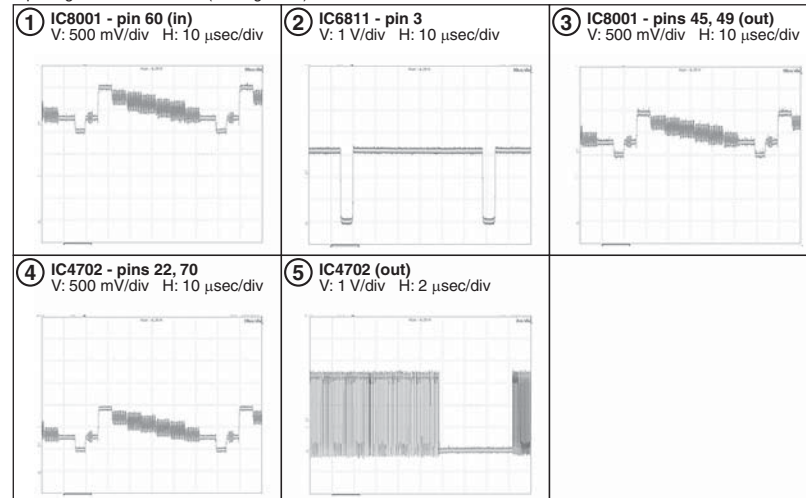 1 IC8001 - pin 60 (in)
V: 500 mV/div H: 10 μsec/div
2 IC6811 - pin 3
V: 1 V/div H: 10 μsec/div
3 IC8001 - pins 45, 49 (out)
V: 500 mV/div H: 10 μsec/div
4 IC4702 - pins 22, 70
V: 500 mV/div H: 10 μsec/div
5 IC4702 (out)
V: 1 V/div H: 2 μsec/div